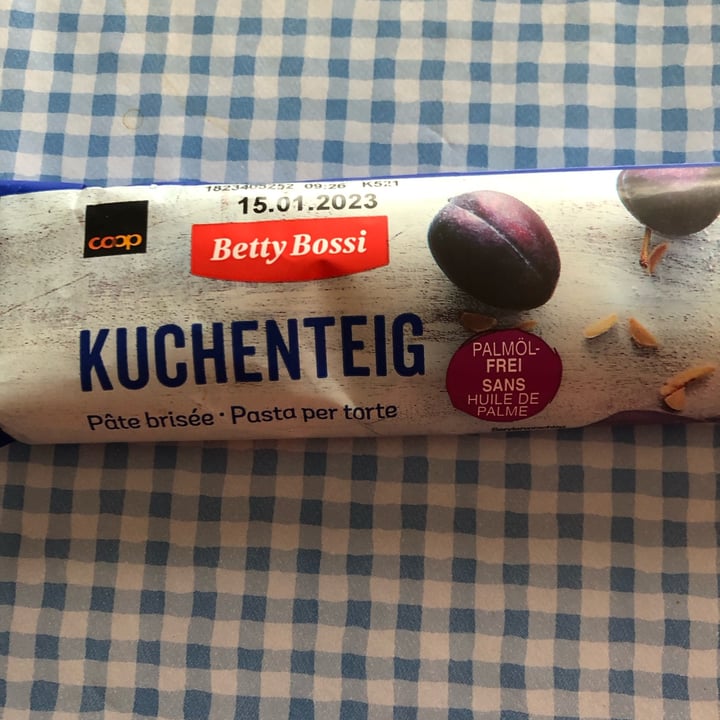 1823405252 09:26 K521
15.01.2023
coop
Betty Bossi
KUCHENTEIG
Pâte brisée · Pasta per torte
PALMÖL-
FREI
SANS
HUILE DE
PALME